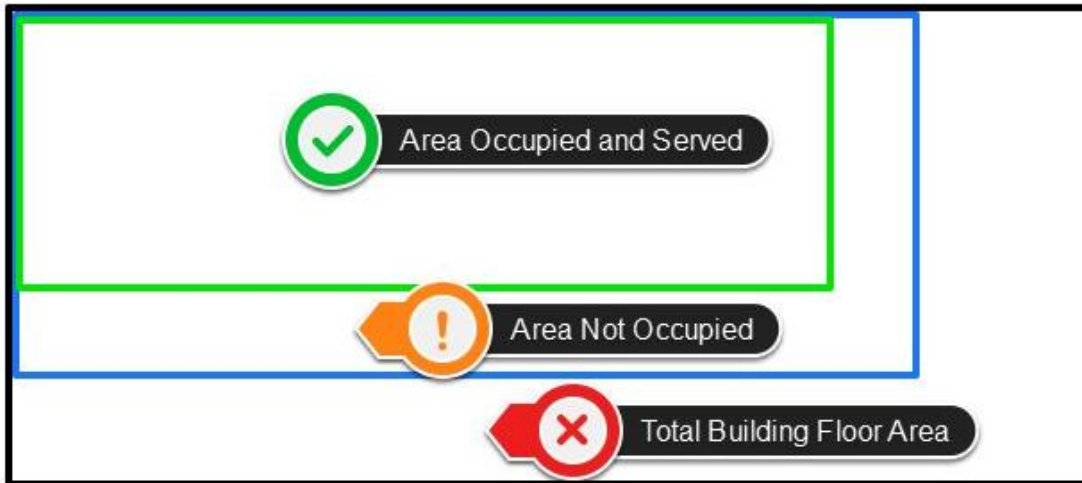 Area Occupied and Served
Area Not Occupied
Total Building Floor Area